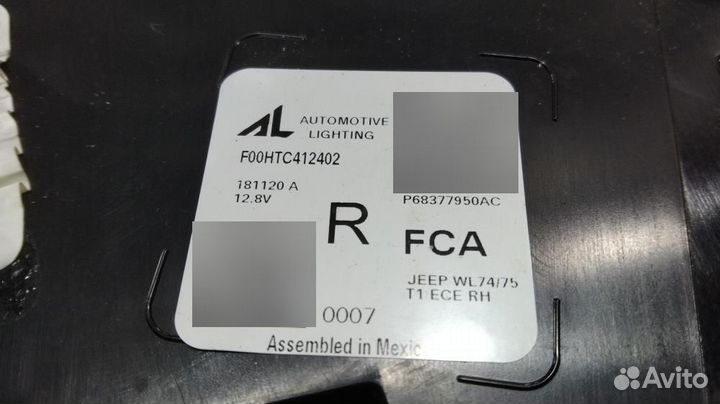 AL AUTOMOTIVE
LIGHTING
F00HTC412402
181120 A
12.8V
P68377950AC
R
FCA
JEEP WL74/75
T1 ECE RH
0007
Assembled in Mexic
Avito